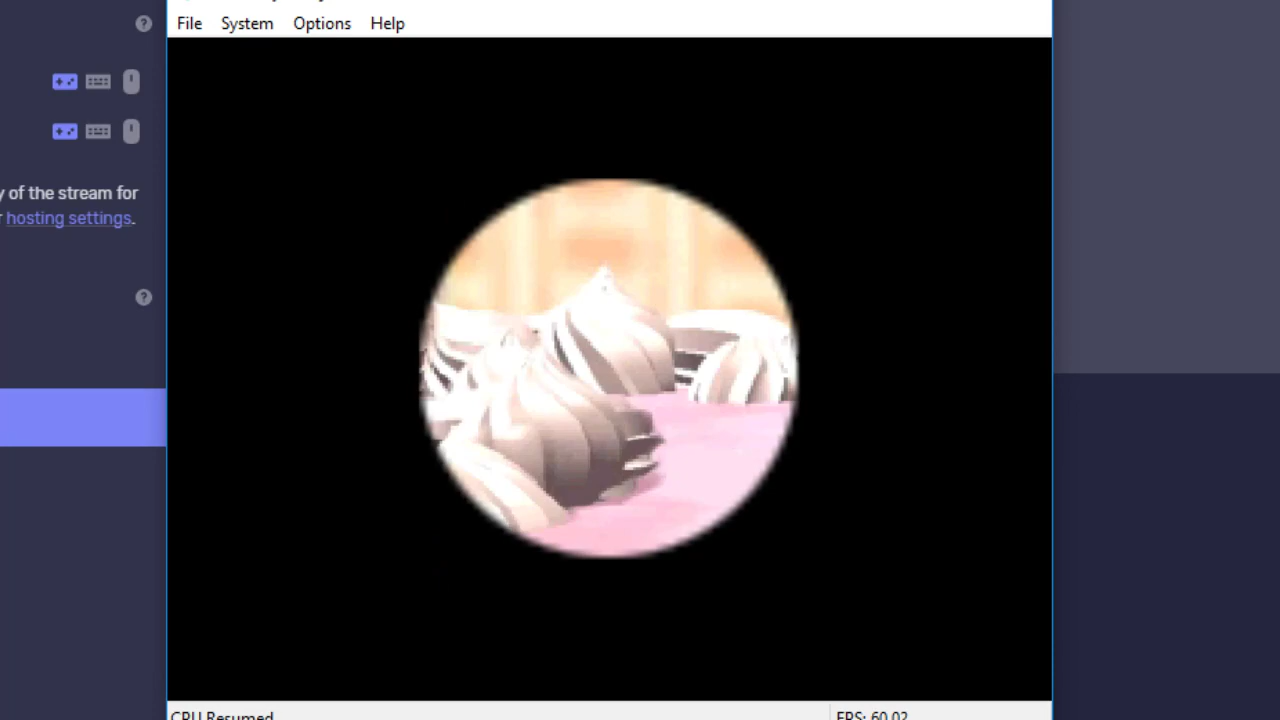 File System Options Help
y of the stream for
hosting settings.
CPU Resumed
FPS: 60.02